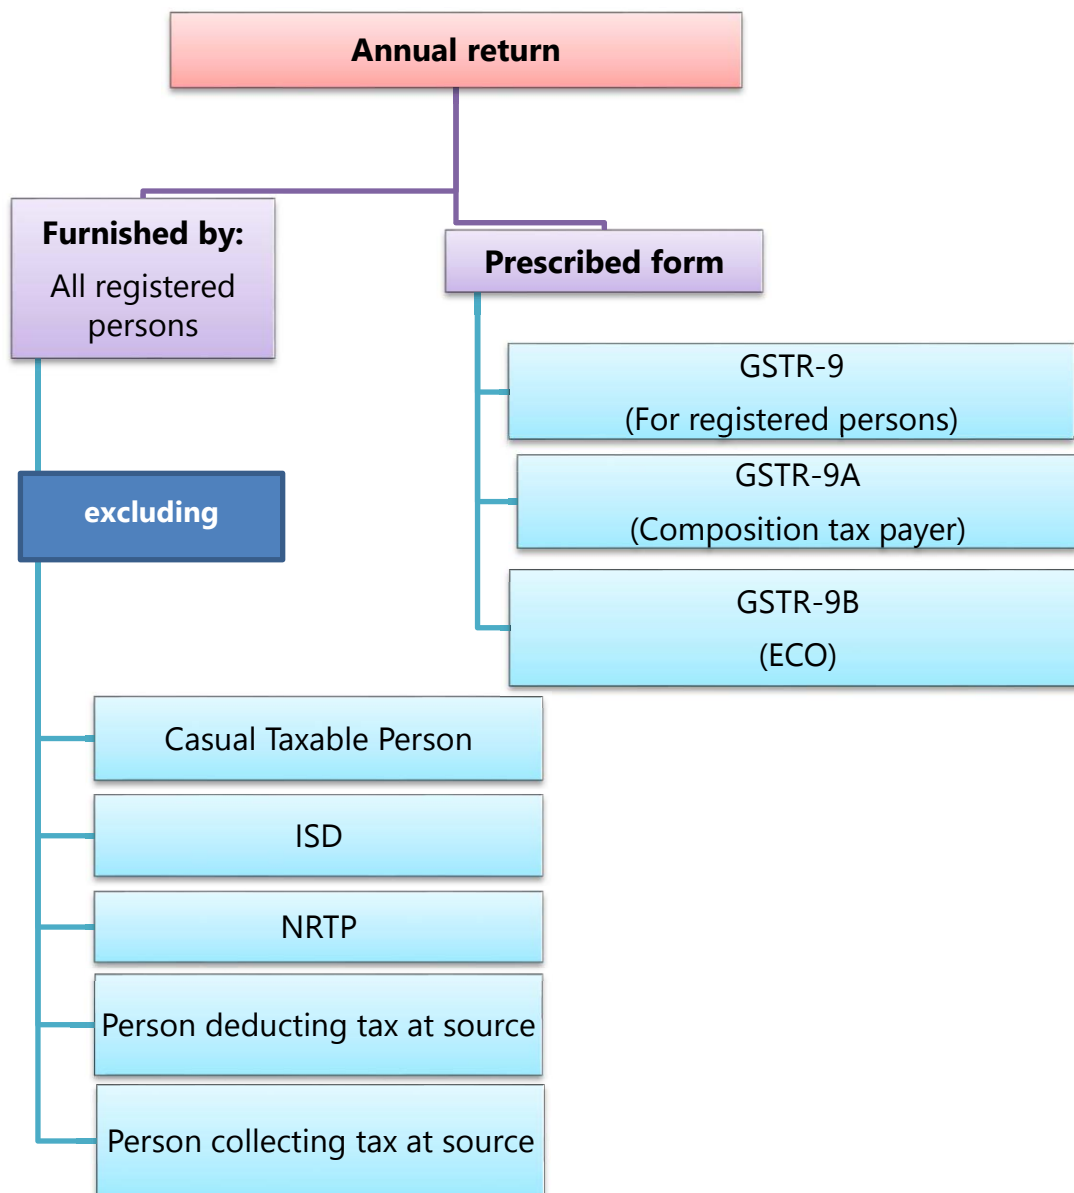 Annual return
Furnished by:
All registered
persons
Prescribed form
GSTR-9
(For registered persons)
GSTR-9A
(Composition tax payer)
GSTR-9B
(ECO)
excluding
Casual Taxable Person
ISD
NRTP
Person deducting tax at source
Person collecting tax at source